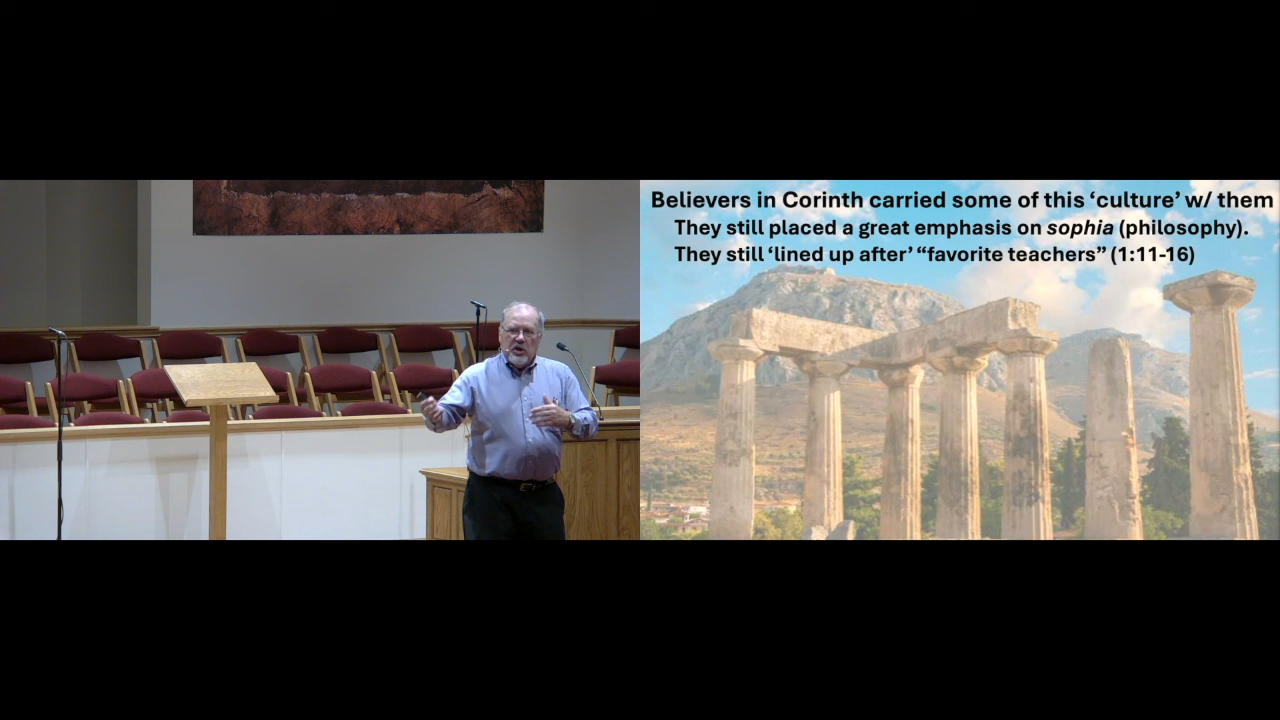 Believers in Corinth carried some of this ‘culture’ w/ them
They still placed a great emphasis on sophia (philosophy).
They still ‘lined up after’ “favorite teachers” (1:11-16)